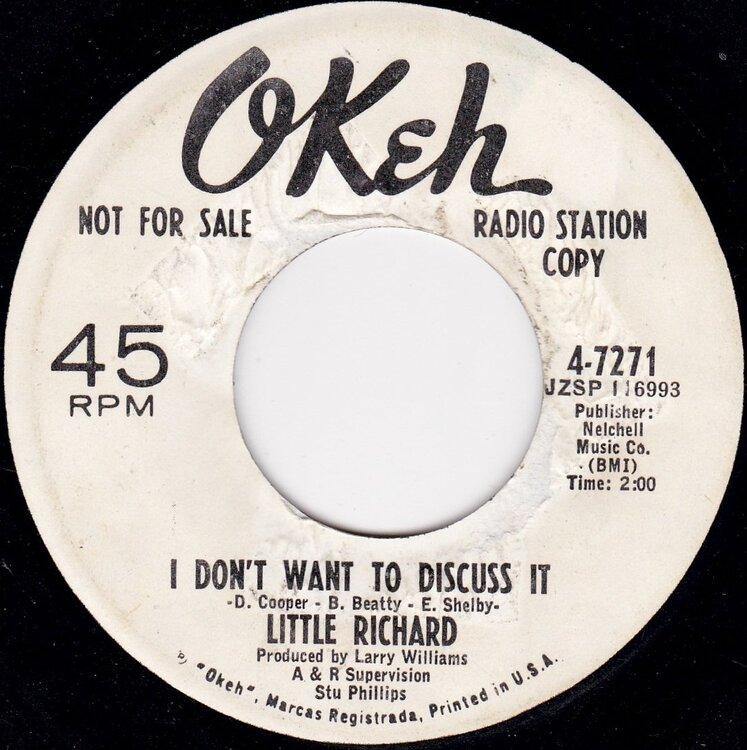 OKeh
NOT FOR SALE
RADIO STATION
COPY
45
RPM
4-7271
JZSP 116993
Publisher:
Nelchell
Music Co.
(BMI)
Time: 2:00
I DON'T WANT TO DISCUSS IT
-D. Cooper - B. Beatty - E. Shelby-
LITTLE RICHARD
Produced by Larry Williams
A & R Supervision
Stu Phillips
"Okeh", Marcas Registrada, Printed in U.S.A.